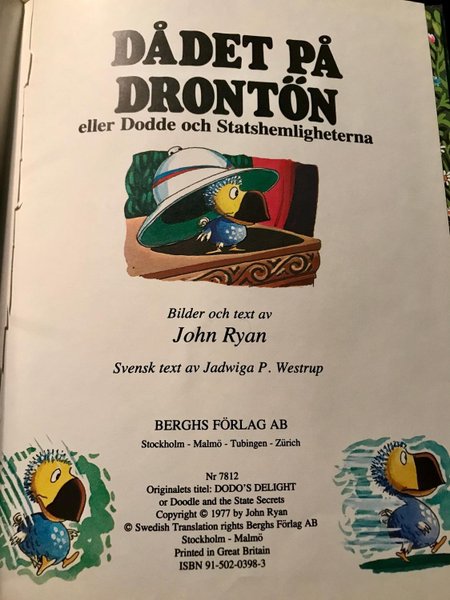 DÅDET PÅ
DRONTÖN
eller Dodde och Statshemligheterna
Bilder och text av
John Ryan
Svensk text av Jadwiga P. Westrup
BERGHS FÖRLAG AB
Stockholm - Malmö - Tubingen - Zürich
Nr 7812
Originalets titel: DODO'S DELIGHT
or Doodle and the State Secrets
Copyright © 1977 by John Ryan
© Swedish Translation rights Berghs Förlag AB
Stockholm - Malmö
Printed in Great Britain
ISBN 91-502-0398-3